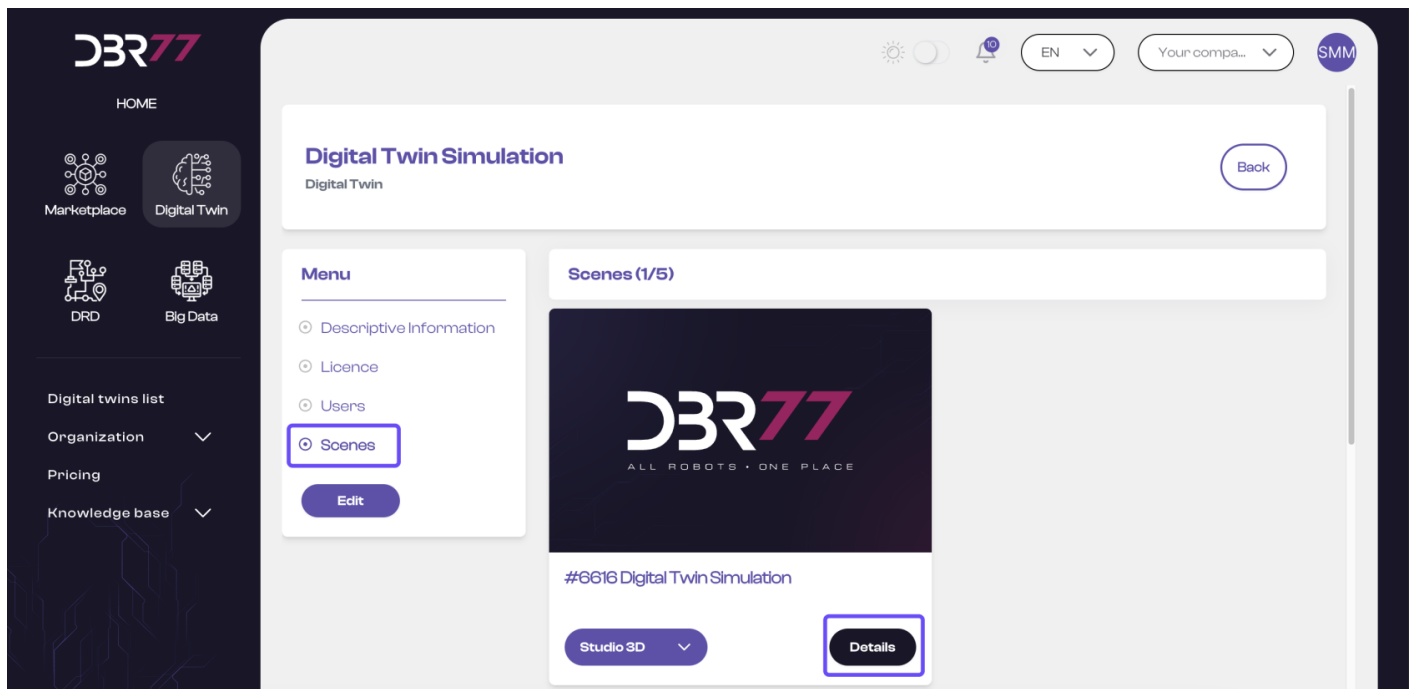 DBR77
HOME
Marketplace
Digital Twin
DRD
Big Data
Digital twins list
Organization
Pricing
Knowledge base
10
EN
Your compa...
SMM
Digital Twin Simulation
Digital Twin
Back
Menu
Descriptive Information
Licence
Users
Scenes
Edit
Scenes (1/5)
DBR77
ALL ROBOTS • ONE PLACE
#6616 Digital Twin Simulation
Studio 3D
Details